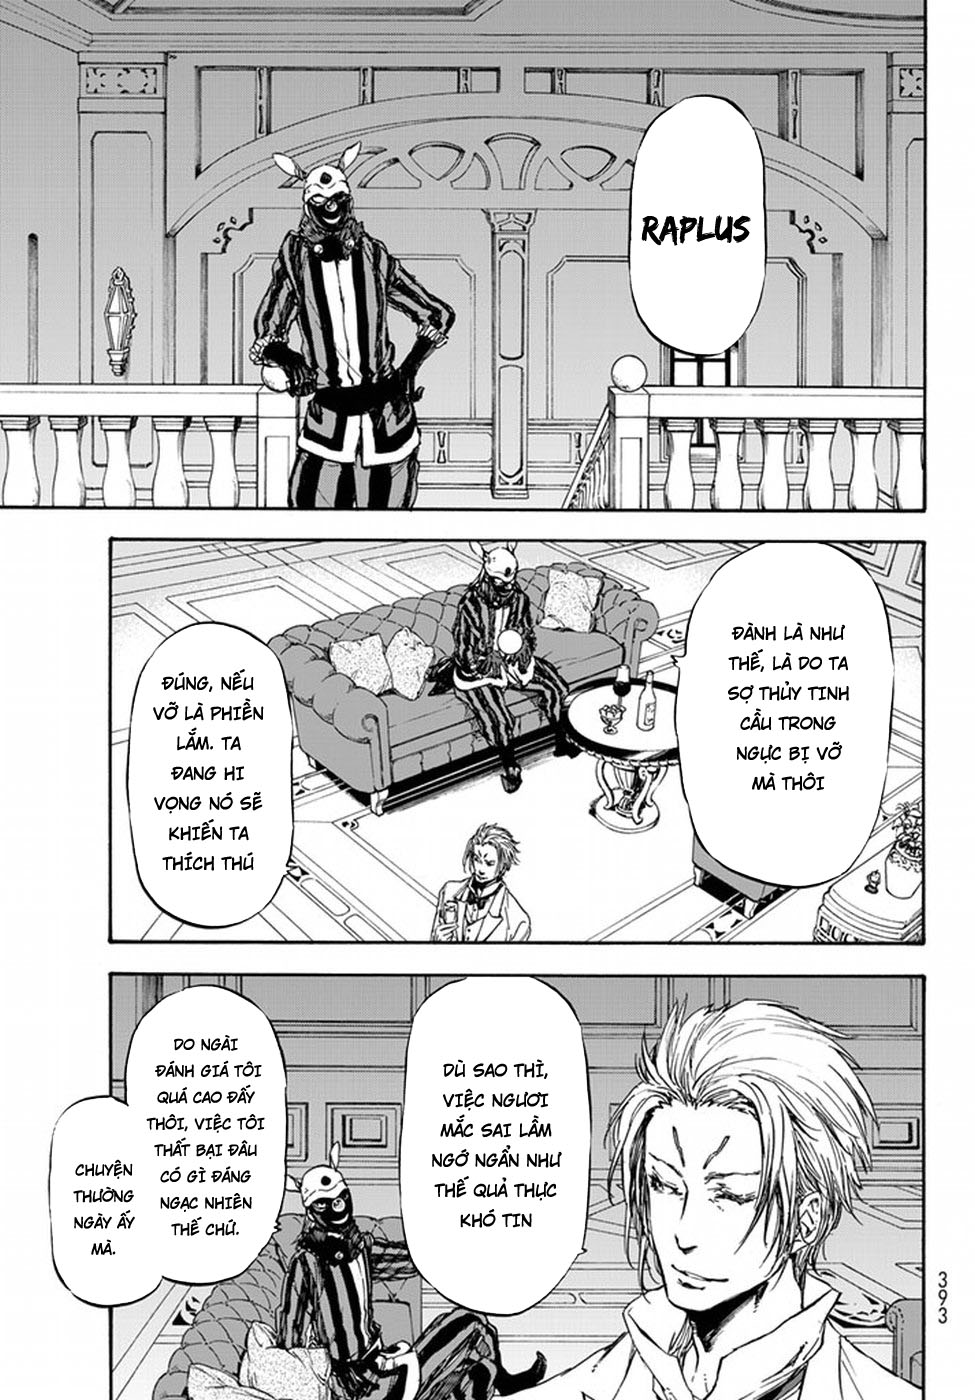 RAPLUS
ĐÀNH LÀ NHƯ
THẾ, LÀ DO TA
SỢ THỦY TINH
CẦU TRONG
NGỰC BỊ VỠ
MÀ THÔI
ĐÚNG, NẾU
VỠ LÀ PHIỀN
LẮM. TA
ĐANG HI
VỌNG NÓ SẼ
KHIẾN TA
THÍCH THÚ
DÙ SAO THÌ,
VIỆC NGƯƠI
MẮC SAI LẦM
NGỚ NGẨN NHƯ
THẾ QUẢ THỰC
KHÓ TIN
DO NGÀI
ĐÁNH GIÁ TÔI
QUÁ CAO ĐẤY
THÔI, VIỆC TÔI
THẤT BẠI ĐÂU
CÓ GÌ ĐÁNG
NGẠC NHIÊN
THẾ CHỨ.
CHUYỆN
THƯỜNG
NGÀY ẤY
MÀ.
393